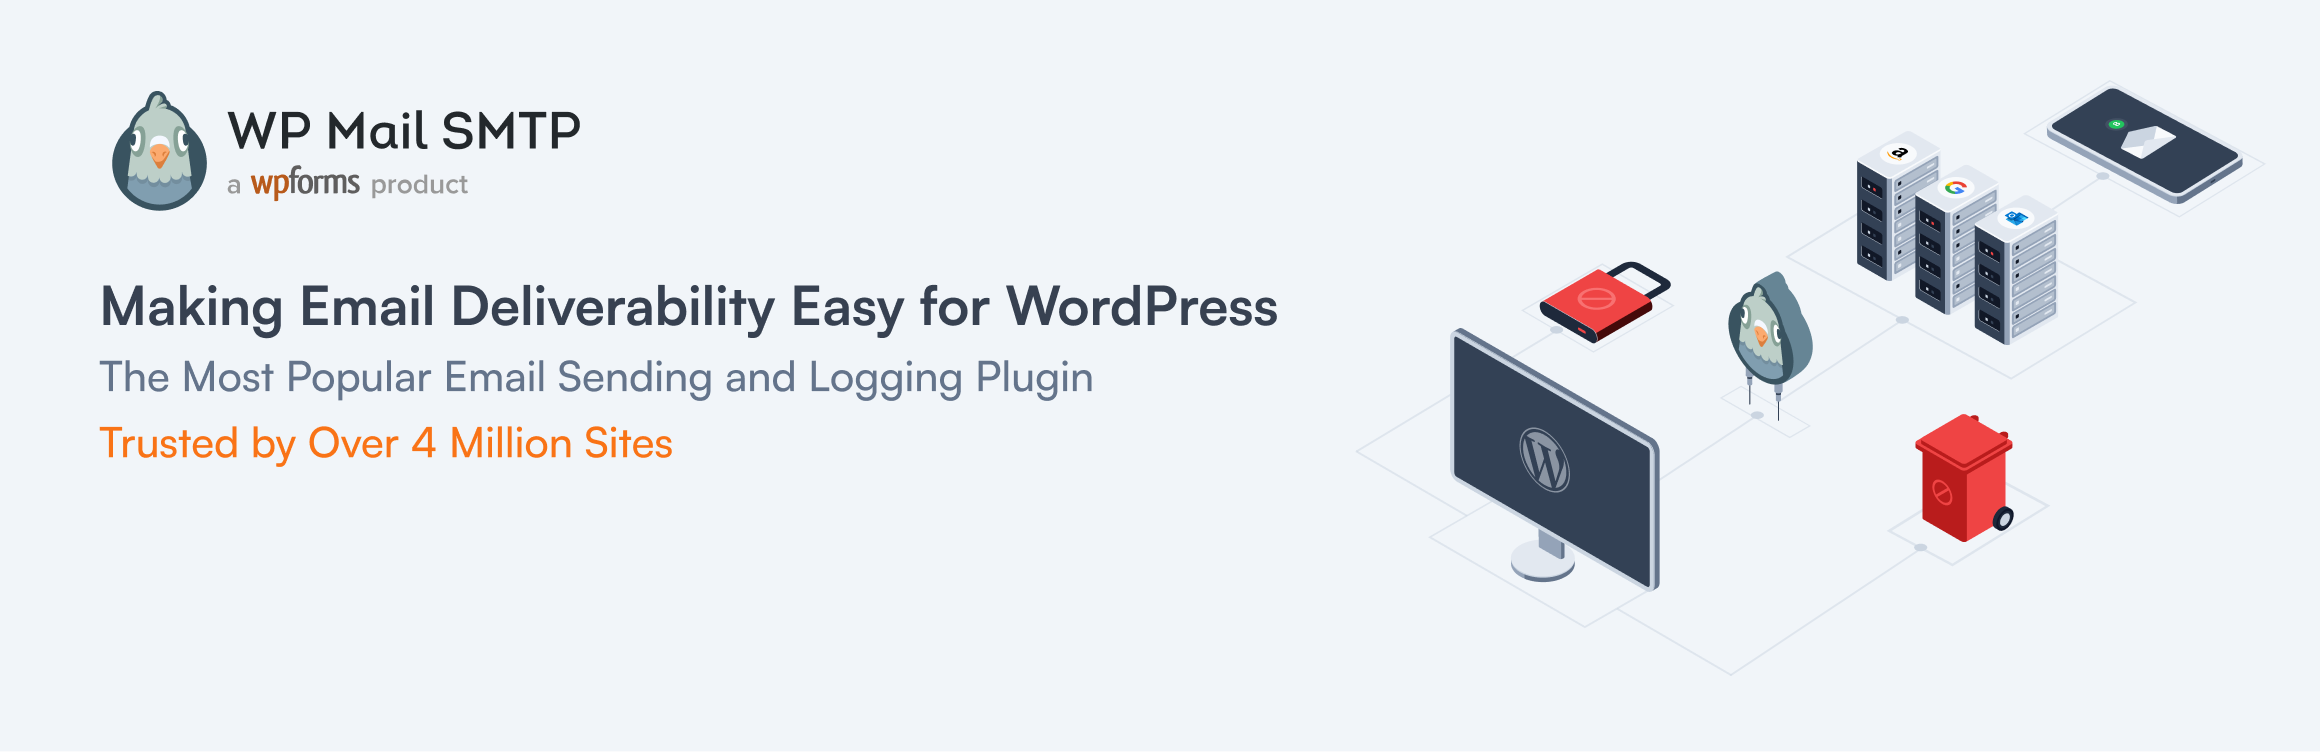 WP Mail SMTP
a wpforms product
Making Email Deliverability Easy for WordPress
The Most Popular Email Sending and Logging Plugin
Trusted by Over 4 Million Sites